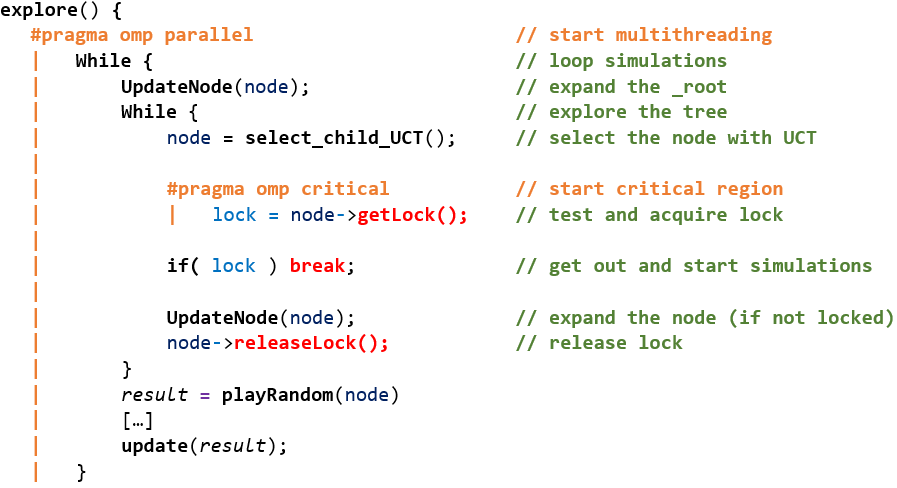 explore() {
#pragma omp parallel // start multithreading
| While { // loop simulations
| UpdateNode(node); // expand the _root
| While { // explore the tree
| node = select_child_UCT(); // select the node with UCT
|
| #pragma omp critical // start critical region
| | lock = node->getLock(); // test and acquire lock
|
| if( lock ) break; // get out and start simulations
|
| UpdateNode(node); // expand the node (if not locked)
| node->releaseLock(); // release lock
| }
| result = playRandom(node)
| […]
| update(result);
| }